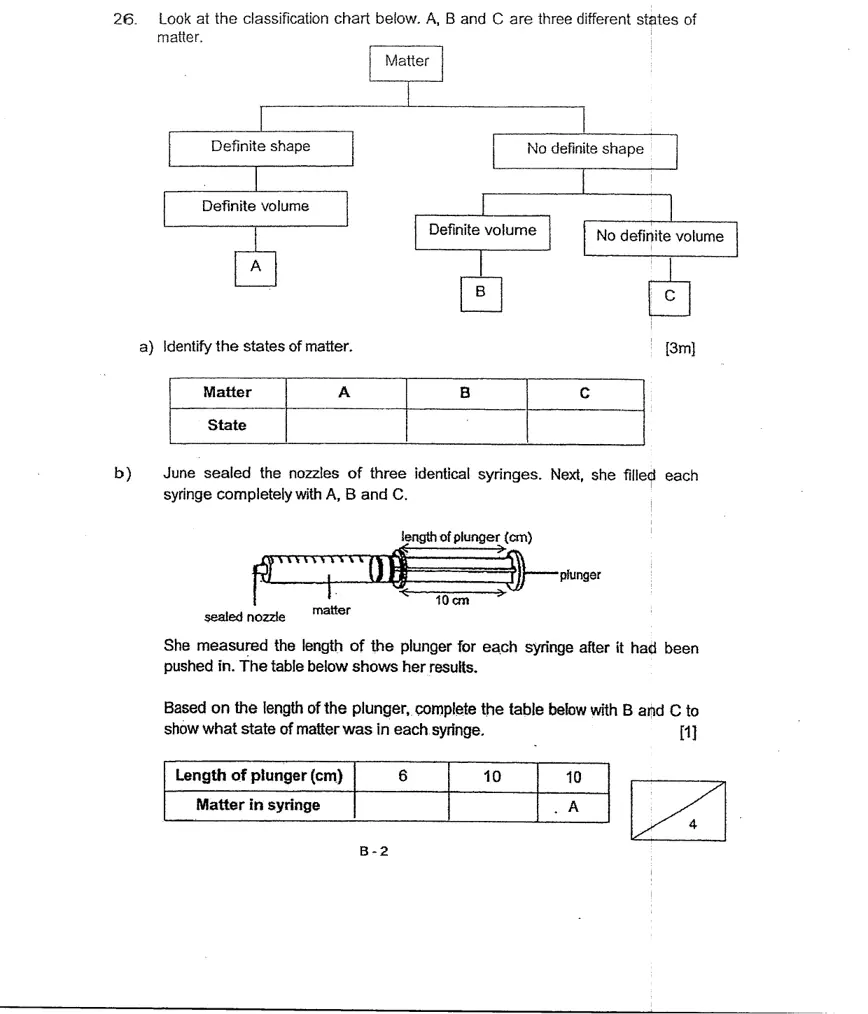 26. Look at the classification chart below. A, B and C are three different states of
matter.
Matter
Definite shape
No definite shape
Definite volume
Definite volume
No definite volume
A
B
C
a) Identify the states of matter. [3m]
Matter A B C
State
b) June sealed the nozzles of three identical syringes. Next, she filled each
syringe completely with A, B and C.
length of plunger (cm)
plunger
10 cm
sealed nozzle
matter
She measured the length of the plunger for each syringe after it had been
pushed in. The table below shows her results.
Based on the length of the plunger, complete the table below with B and C to
show what state of matter was in each syringe. [1]
Length of plunger (cm) 6 10 10
Matter in syringe A
4
B - 2